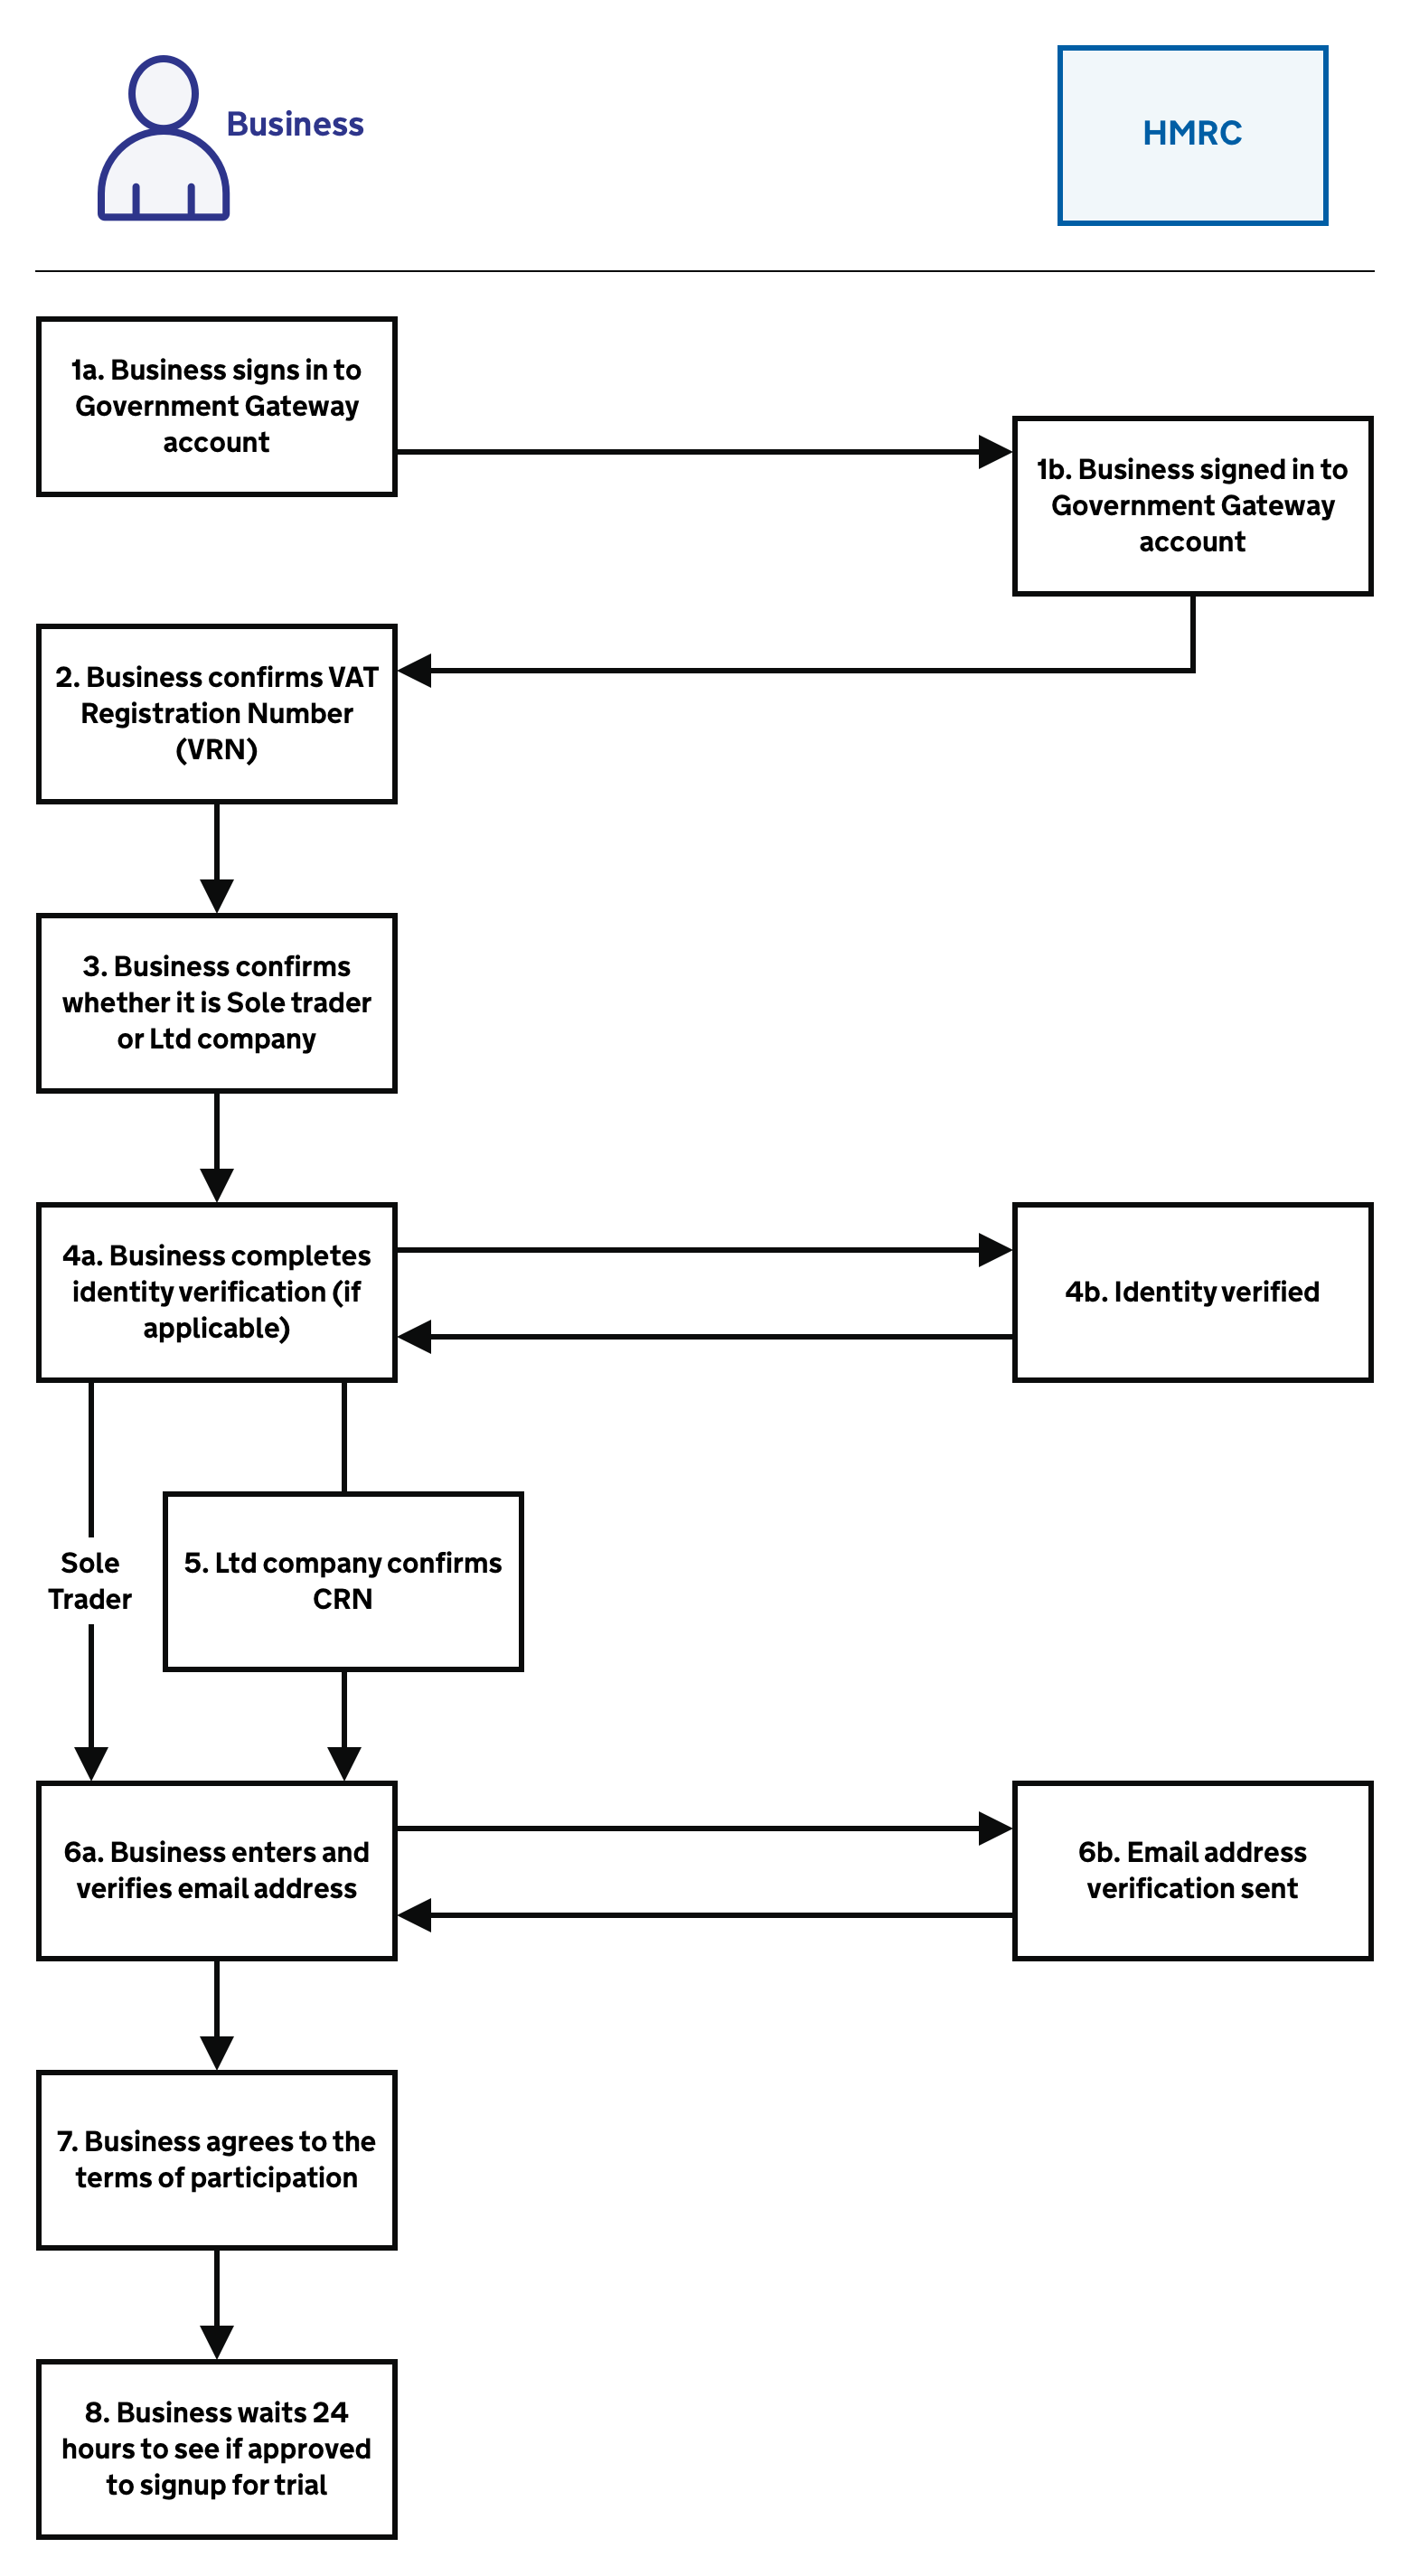 Business
HMRC
1a. Business signs in to
Government Gateway
account
1b. Business signed in to
Government Gateway
account
2. Business confirms VAT
Registration Number
(VRN)
3. Business confirms
whether it is Sole trader
or Ltd company
4a. Business completes
identity verification (if
applicable)
4b. Identity verified
Sole
Trader
5. Ltd company confirms
CRN
6a. Business enters and
verifies email address
6b. Email address
verification sent
7. Business agrees to the
terms of participation
8. Business waits 24
hours to see if approved
to signup for trial